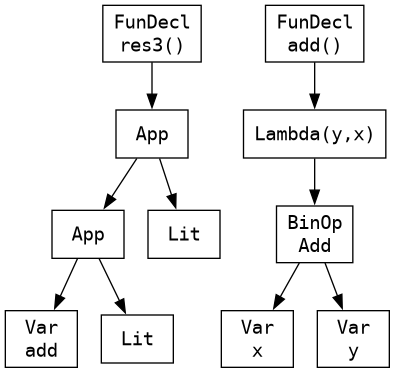 FunDecl
res3()
FunDecl
add()
App
Lambda(y,x)
App
Lit
BinOp
Add
Var
add
Lit
Var
x
Var
y